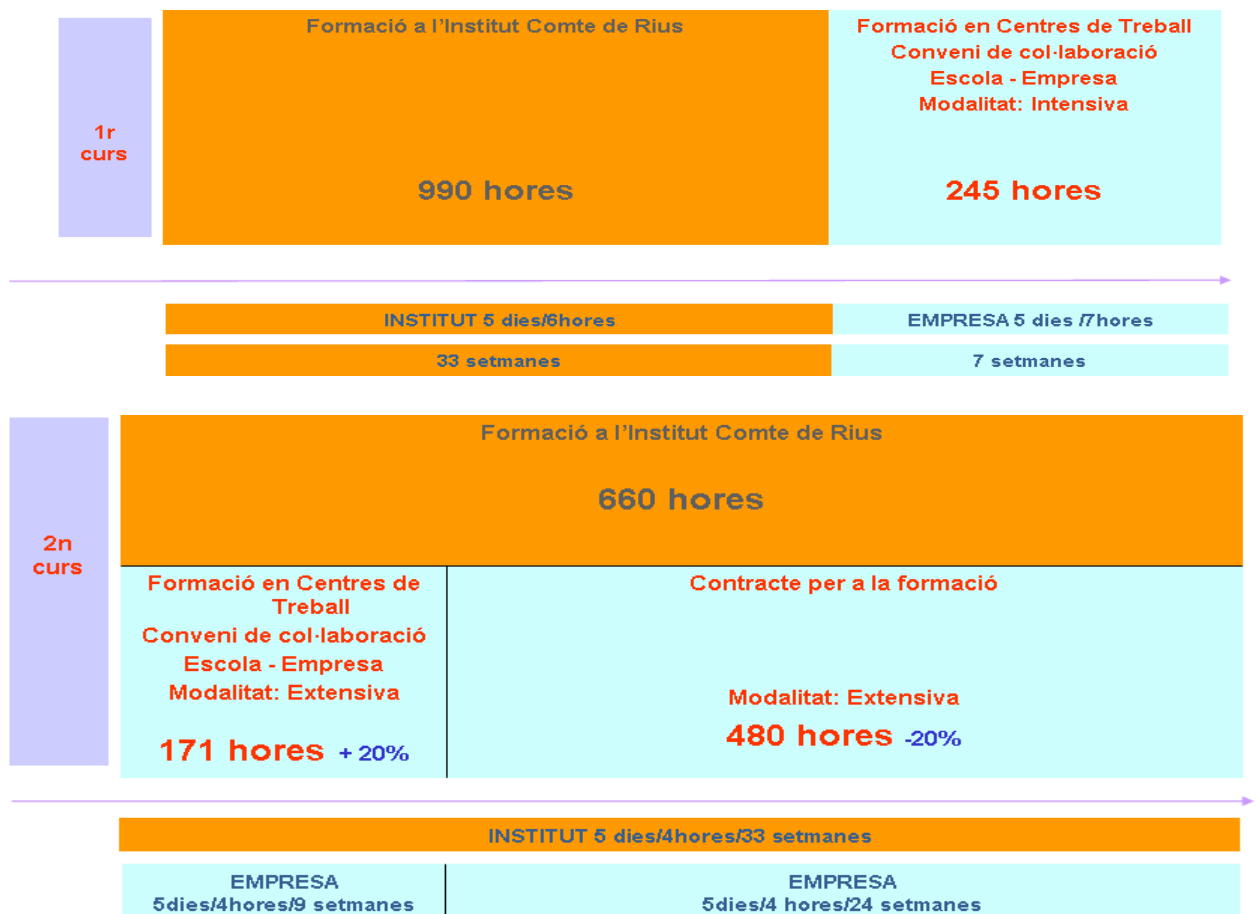 Formació a l'Institut Comte de Rius
Formació en Centres de Treball
Conveni de col·laboració
Escola - Empresa
Modalitat: Intensiva
1r
curs
990 hores
245 hores
INSTITUT 5 dies/6hores
EMPRESA 5 dies /7hores
33 setmanes
7 setmanes
Formació a l'Institut Comte de Rius
660 hores
2n
curs
Formació en Centres de
Treball
Conveni de col·laboració
Escola - Empresa
Modalitat: Extensiva
171 hores + 20%
Contracte per a la formació
Modalitat: Extensiva
480 hores -20%
INSTITUT 5 dies/4hores/33 setmanes
EMPRESA
5dies/4hores/9 setmanes
EMPRESA
5dies/4 hores/24 setmanes